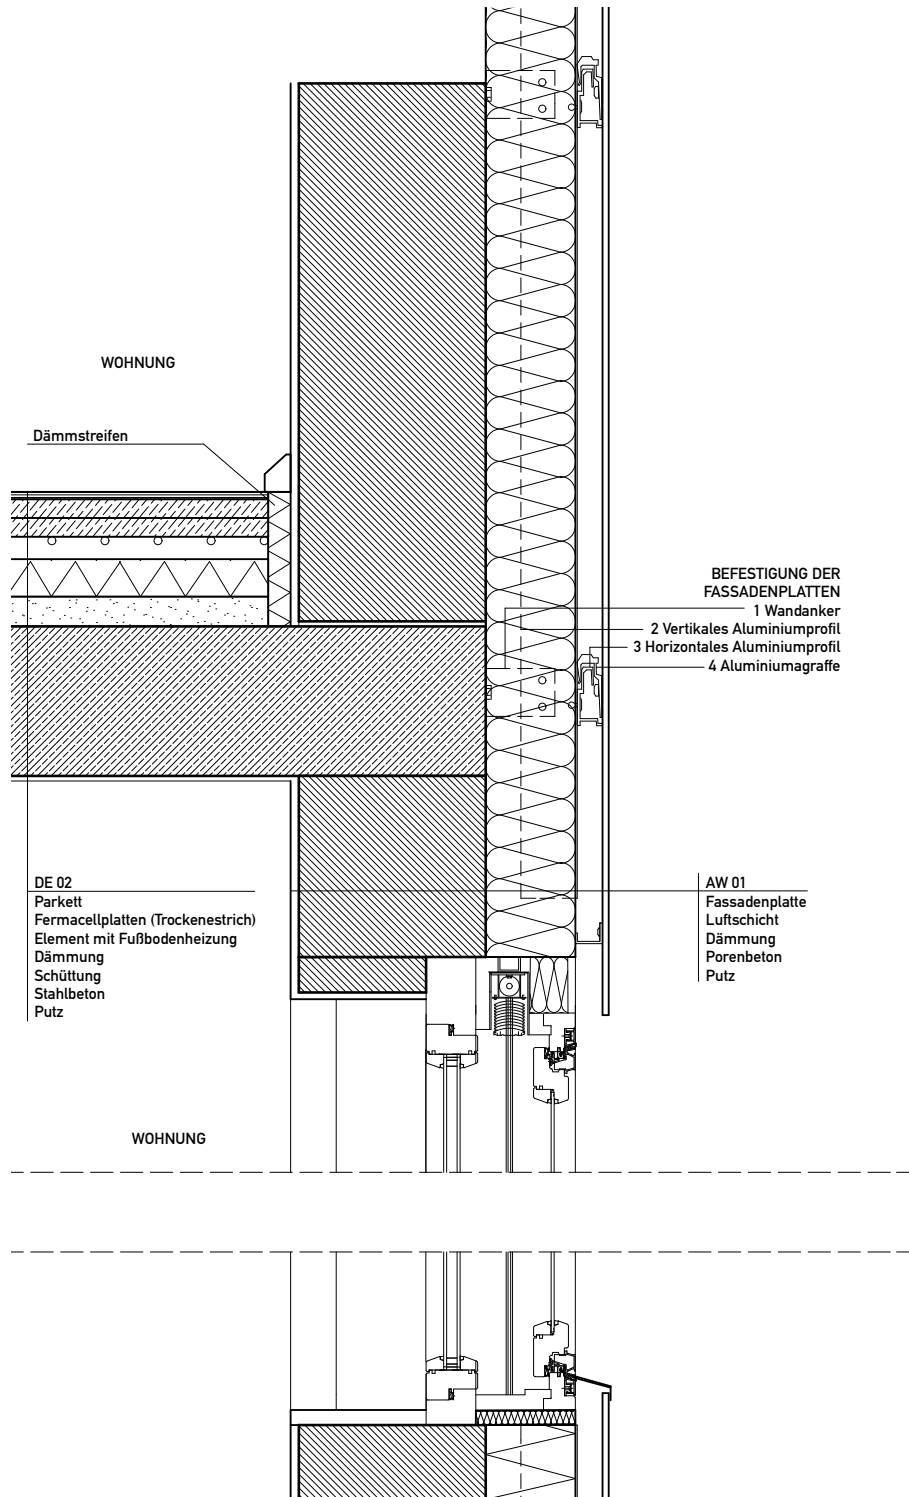 WOHNUNG
Dämmstreifen
BEFESTIGUNG DER
FASSADENPLATTEN
1 Wandanker
2 Vertikales Aluminiumprofil
3 Horizontales Aluminiumprofil
4 Aluminiumagraffe
DE 02
Parkett
Fermacellplatten (Trockenestrich)
Element mit Fußbodenheizung
Dämmung
Schüttung
Stahlbeton
Putz
AW 01
Fassadenplatte
Luftschicht
Dämmung
Porenbeton
Putz
WOHNUNG